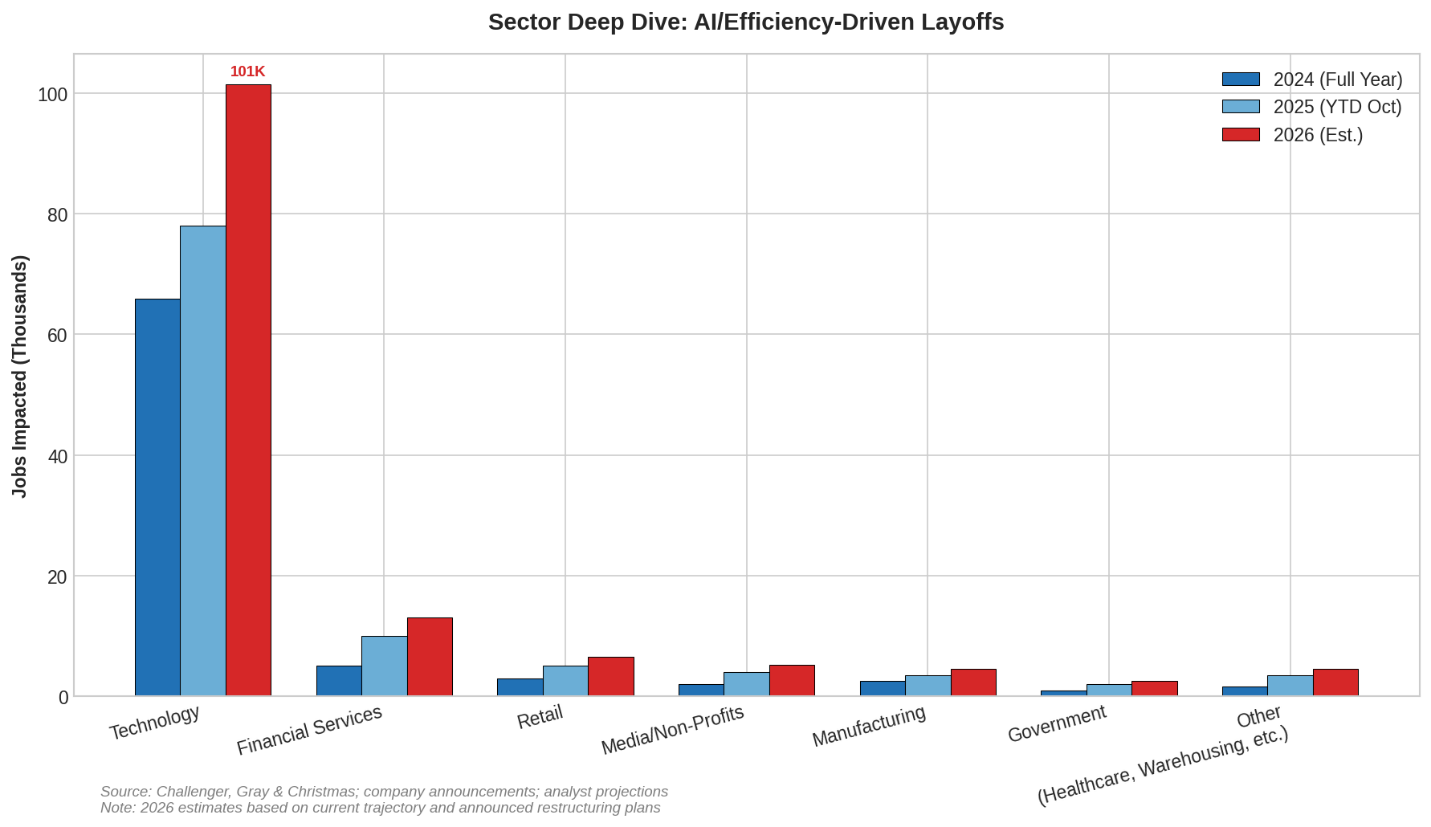 Sector Deep Dive: AI/Efficiency-Driven Layoffs
101K
2024 (Full Year)
2025 (YTD Oct)
2026 (Est.)
Jobs Impacted (Thousands)
100
80
60
40
20
0
Technology
Financial Services
Retail
Media/Non-Profits
Manufacturing
Government
Other
(Healthcare, Warehousing, etc.)
Source: Challenger, Gray & Christmas; company announcements; analyst projections
Note: 2026 estimates based on current trajectory and announced restructuring plans